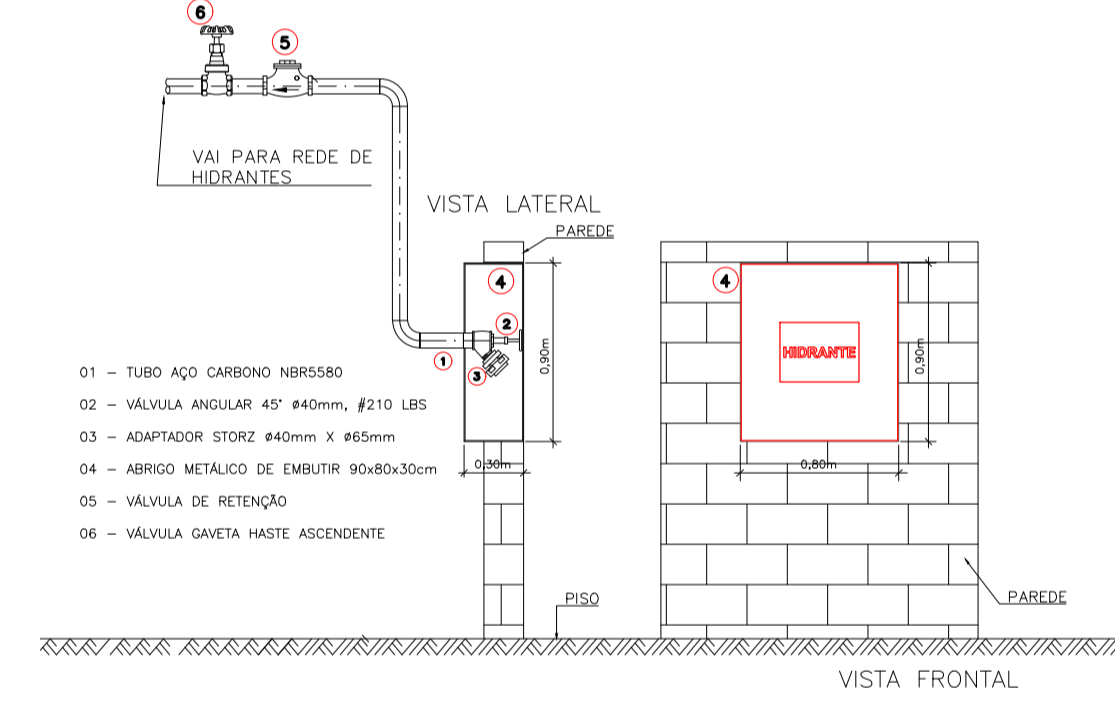 6
5
VAI PARA REDE DE
HIDRANTES
VISTA LATERAL
PAREDE
4
2
1
3
0,90m
0,30m
4
HIDRANTE
0,90m
0,80m
01 – TUBO AÇO CARBONO NBR5580
02 – VÁLVULA ANGULAR 45° ø40mm, #210 LBS
03 – ADAPTADOR STORZ ø40mm X ø65mm
04 – ABRIGO METÁLICO DE EMBUTIR 90x80x30cm
05 – VÁLVULA DE RETENÇÃO
06 – VÁLVULA GAVETA HASTE ASCENDENTE
PISO
PAREDE
VISTA FRONTAL